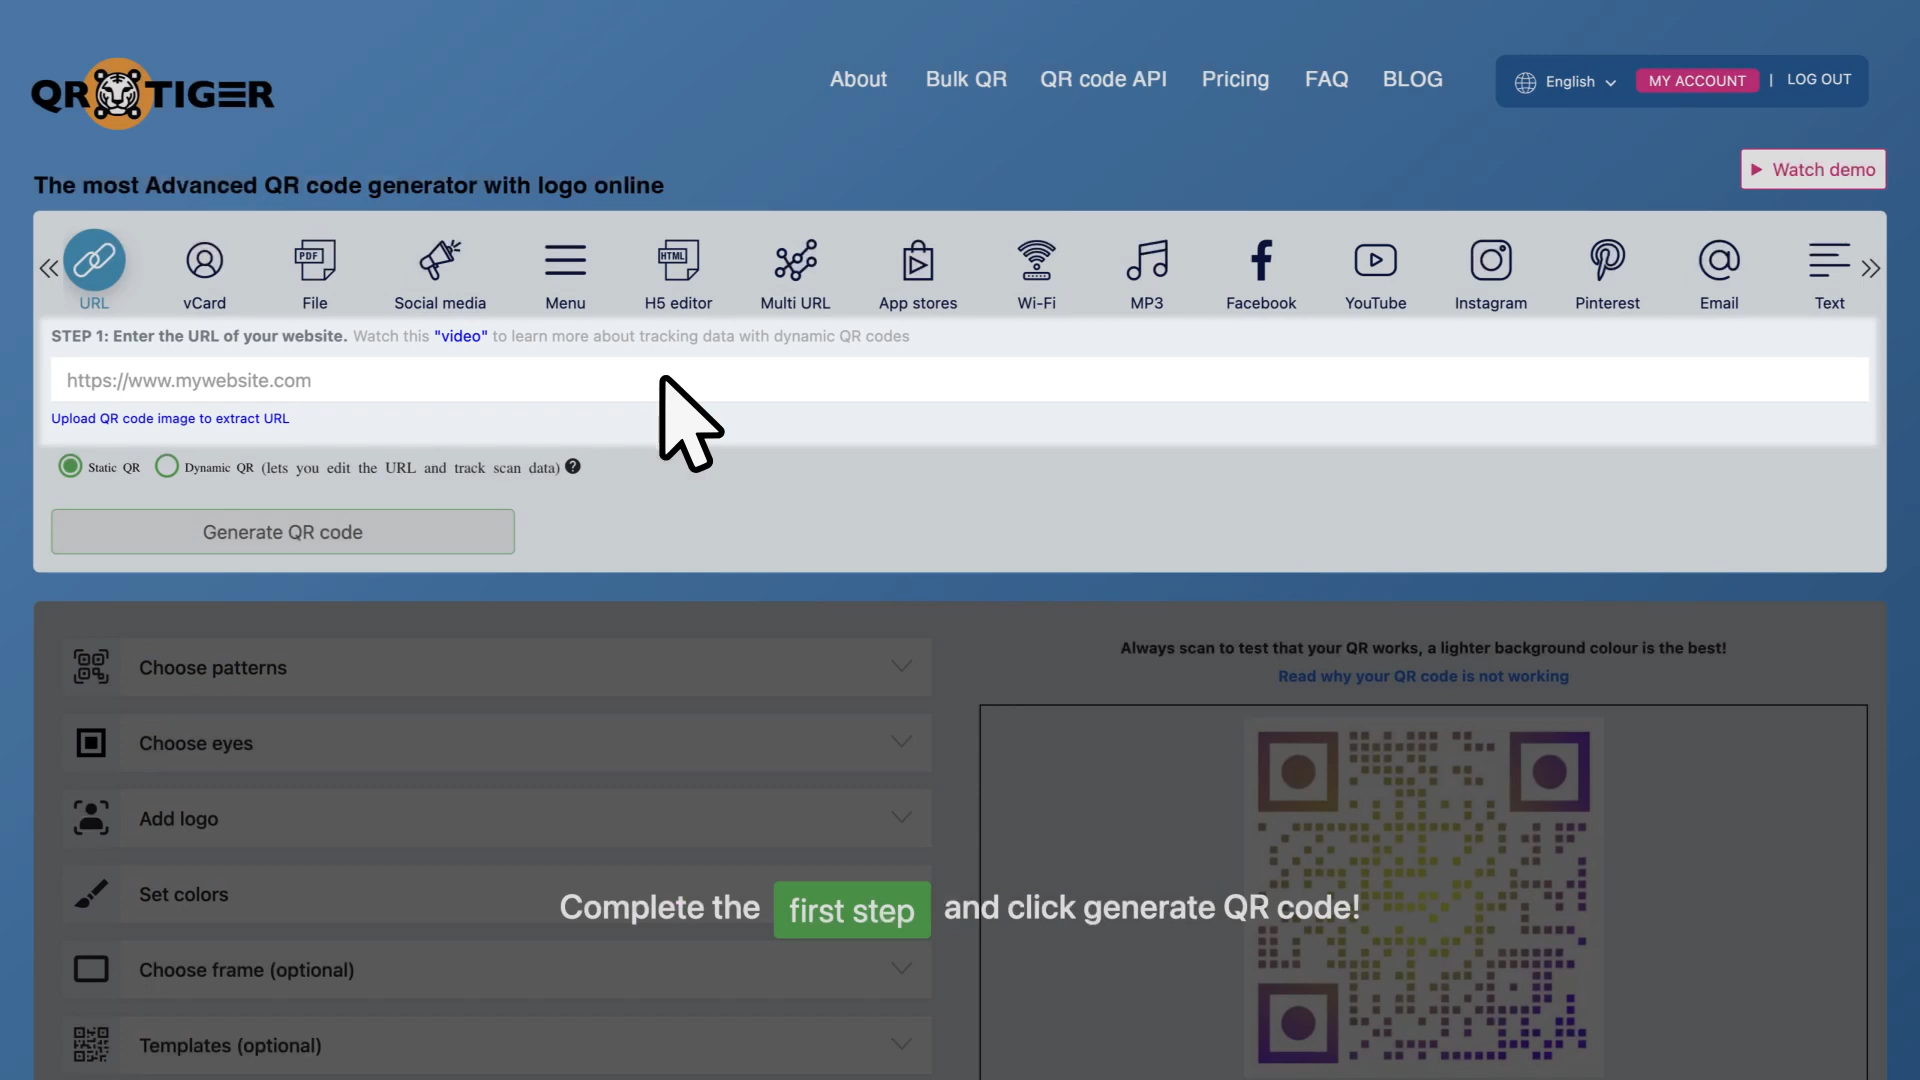 QR TIGER
About Bulk QR QR code API Pricing FAQ BLOG
English MY ACCOUNT | LOG OUT
Watch demo
The most Advanced QR code generator with logo online
URL vCard File Social media Menu H5 editor Multi URL App stores Wi-Fi MP3 Facebook YouTube Instagram Pinterest Email Text
PDF
HTML
STEP 1: Enter the URL of your website. Watch this "video" to learn more about tracking data with dynamic QR codes
https://www.mywebsite.com
Upload QR code image to extract URL
Static QR Dynamic QR (lets you edit the URL and track scan data) ?
Generate QR code
Choose patterns
Choose eyes
Add logo
Set colors
Choose frame (optional)
Templates (optional)
Always scan to test that your QR works, a lighter background colour is the best!
Read why your QR code is not working
Complete the first step and click generate QR code!